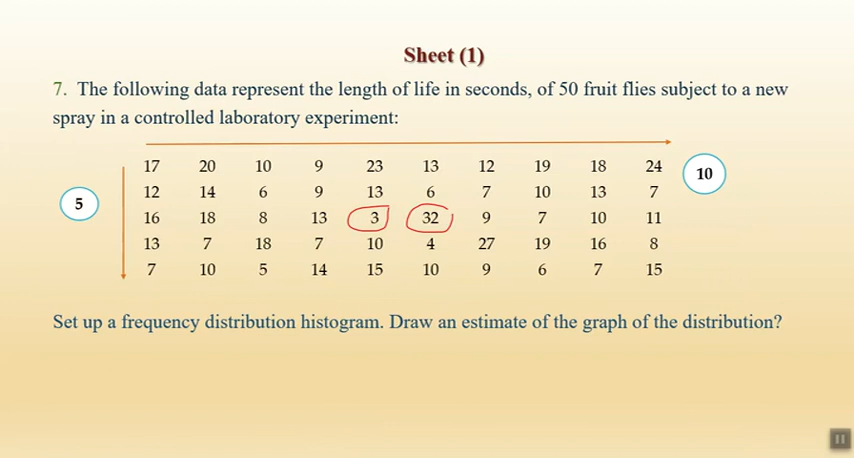 Sheet (1)
7. The following data represent the length of life in seconds, of 50 fruit flies subject to a new
spray in a controlled laboratory experiment:
17 20 10 9 23 13 12 19 18 24 10
5 12 14 6 9 13 6 7 10 13 7
16 18 8 13 3 32 9 7 10 11
13 7 18 7 10 4 27 19 16 8
7 10 5 14 15 10 9 6 7 15
Set up a frequency distribution histogram. Draw an estimate of the graph of the distribution?